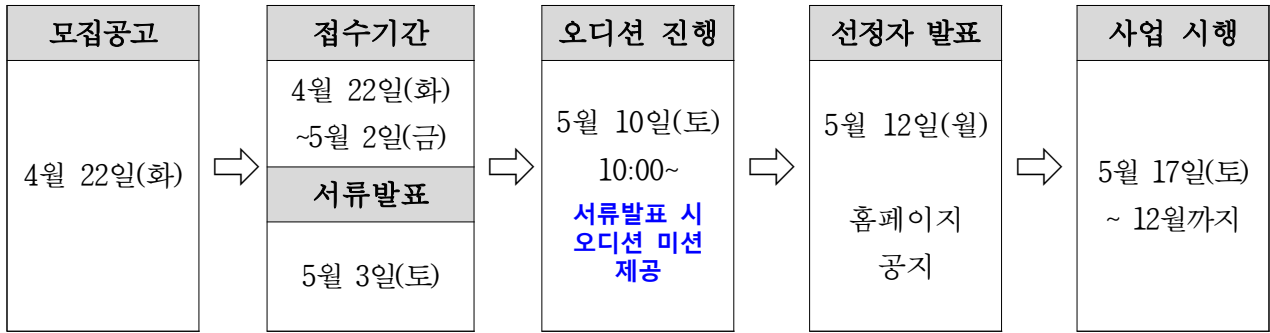 모집공고
4월 22일(화)
접수기간
4월 22일(화)
~5월 2일(금)
서류발표
5월 3일(토)
오디션 진행
5월 10일(토)
10:00~
서류발표 시
오디션 미션
제공
선정자 발표
5월 12일(월)
홈페이지
공지
사업 시행
5월 17일(토)
~ 12월까지